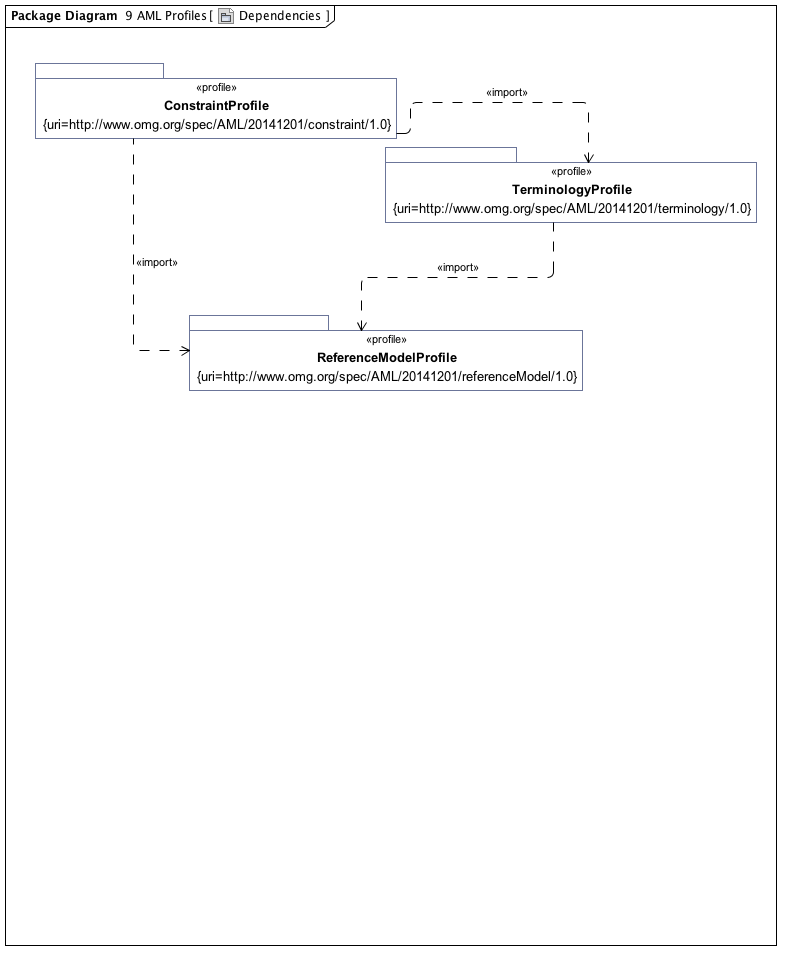 Package Diagram 9 AML Profiles [ Dependencies ]
«profile»
ConstraintProfile
{uri=http://www.omg.org/spec/AML/20141201/constraint/1.0}
«import»
«profile»
TerminologyProfile
{uri=http://www.omg.org/spec/AML/20141201/terminology/1.0}
«import»
«import»
«profile»
ReferenceModelProfile
{uri=http://www.omg.org/spec/AML/20141201/referenceModel/1.0}